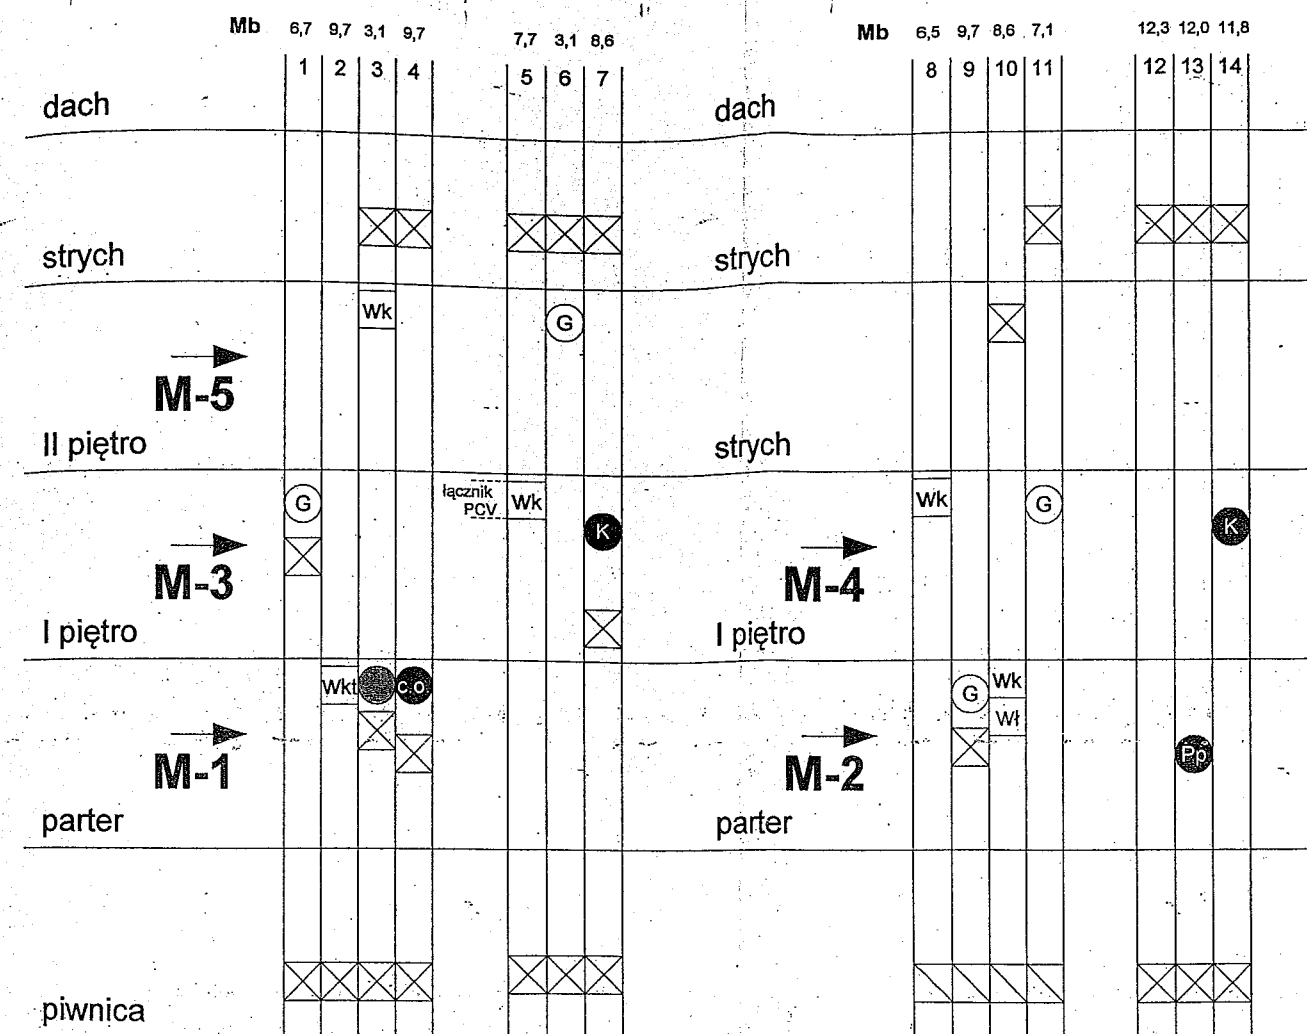 Mb 6,7 9,7 3,1 9,7 7,7 3,1 8,6 Mb 6,5 9,7 8,6 7,1 12,3 12,0 11,8
1 2 3 4 5 6 7 8 9 10 11 12 13 14
dach dach
strych strych
Wk G
M-5
II piętro strych
G łącznik PCV Wk K Wk G K
M-3 M-4
I piętro I piętro
Wkt c.o. G Wk
Wł
Pp
M-1 M-2
parter parter
piwnica